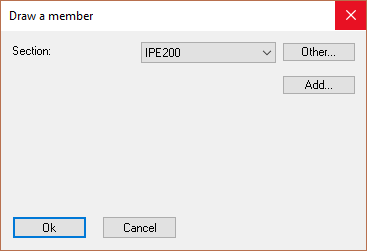 Draw a member
Section: IPE200 Other...
Add...
Ok Cancel